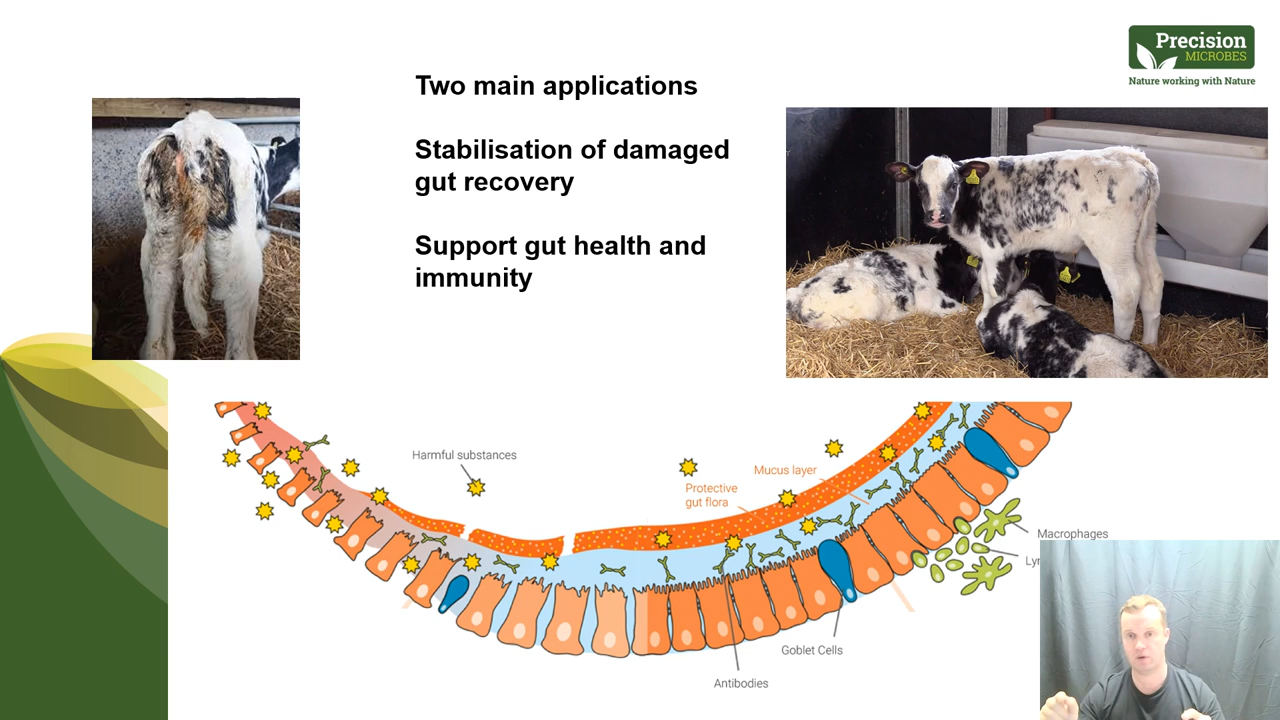 Precision
MICROBES
Nature working with Nature
Two main applications
Stabilisation of damaged
gut recovery
Support gut health and
immunity
Harmful substances
Mucus layer
Protective
gut flora
Macrophages
Goblet Cells
Antibodies